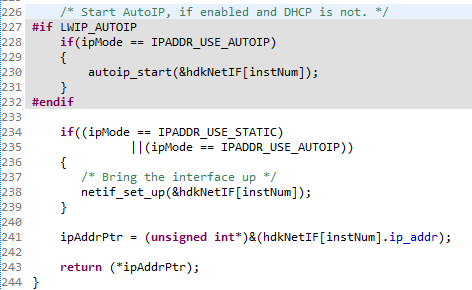 226 /* Start AutoIP, if enabled and DHCP is not. */
227 #if LWIP_AUTOIP
228 if(ipMode == IPADDR_USE_AUTOIP)
229 {
230 autoip_start(&hdkNetIF[instNum]);
231 }
232 #endif
233
234 if((ipMode == IPADDR_USE_STATIC)
235 ||(ipMode == IPADDR_USE_AUTOIP))
236 {
237 /* Bring the interface up */
238 netif_set_up(&hdkNetIF[instNum]);
239 }
240
241 ipAddrPtr = (unsigned int*)&(hdkNetIF[instNum].ip_addr);
242
243 return (*ipAddrPtr);
244 }